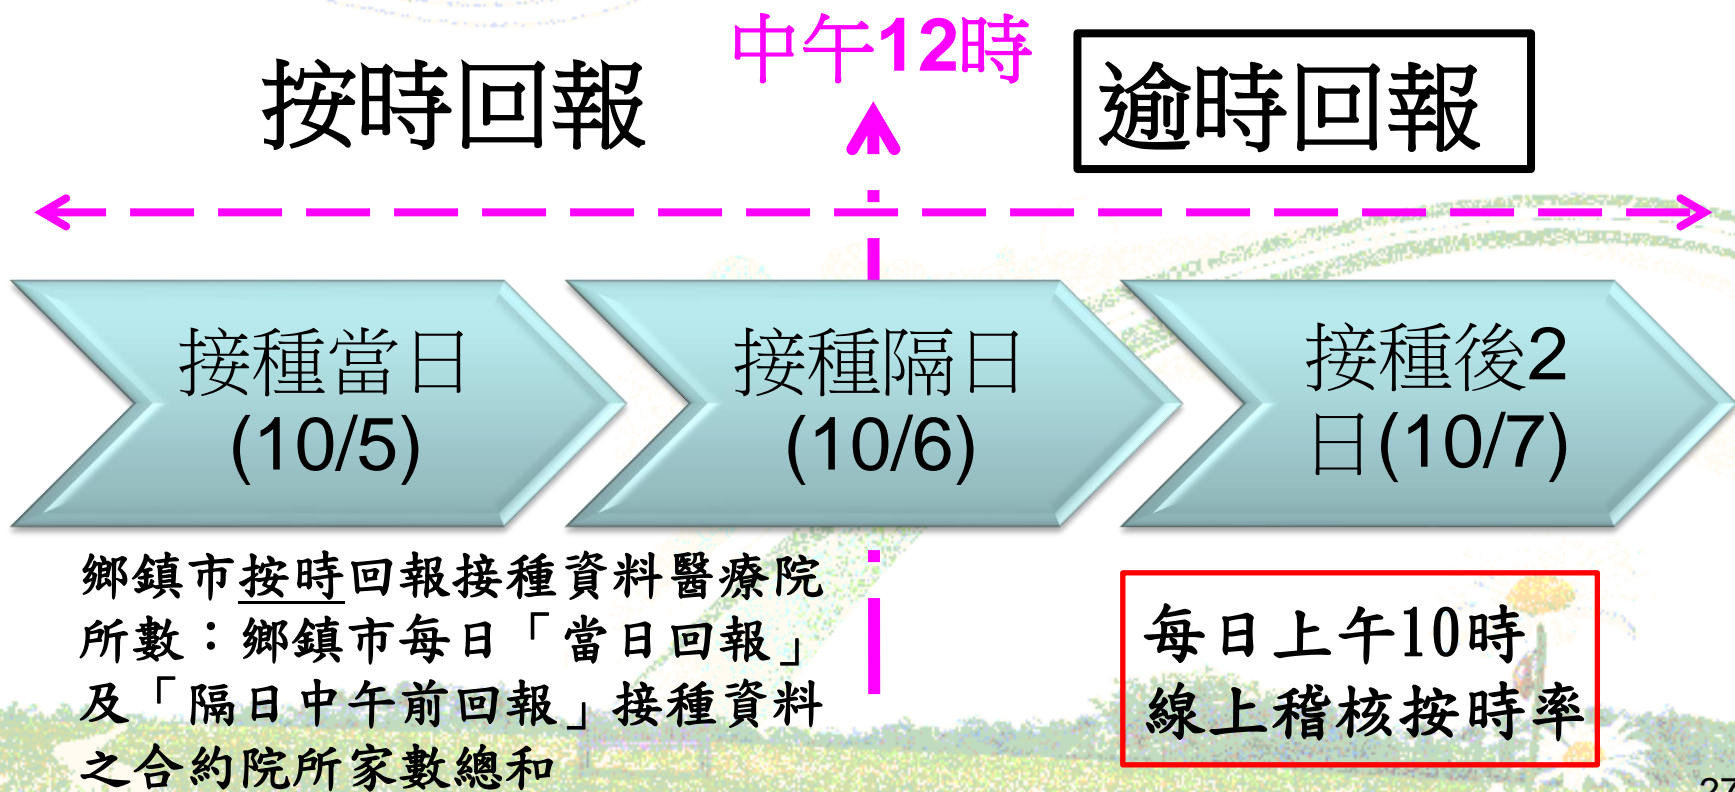 中午12時
按時回報
逾時回報
接種當日
(10/5)
接種隔日
(10/6)
接種後2
日(10/7)
鄉鎮市按時回報接種資料醫療院
所數：鄉鎮市每日「當日回報」
及「隔日中午前回報」接種資料
之合約院所家數總和
每日上午10時
線上稽核按時率
27